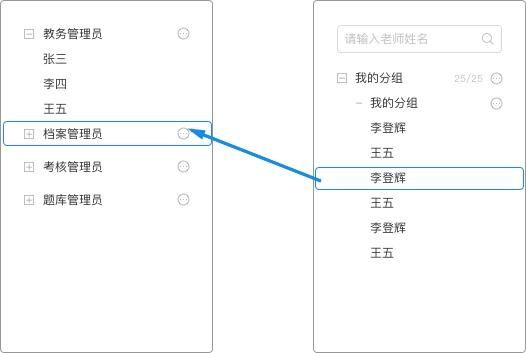 教务管理员
张三
李四
王五
档案管理员
考核管理员
题库管理员
请输入老师姓名
我的分组 25/25
我的分组
李登辉
王五
李登辉
王五
李登辉
王五